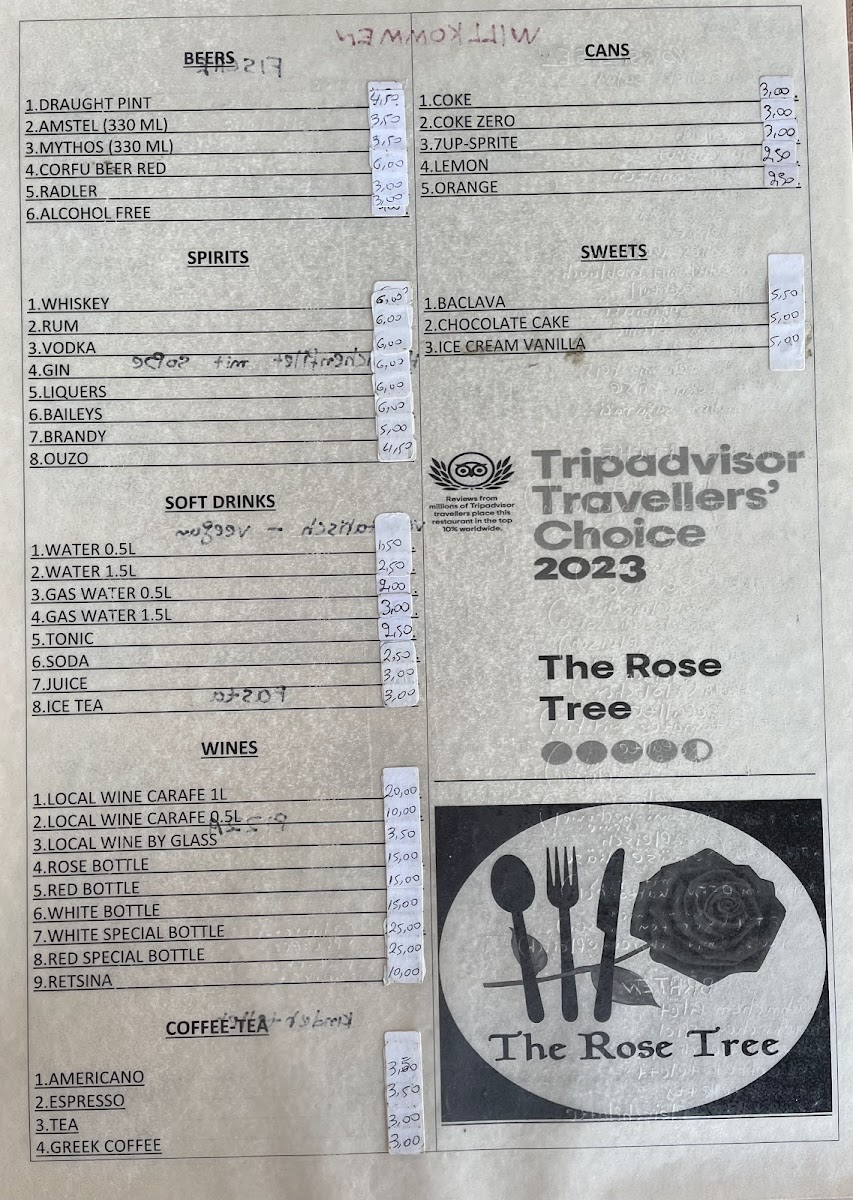 WILLKOMMEN
BEERS
FISCH
1.DRAUGHT PINT 4,50
2.AMSTEL (330 ML) 3,50
3.MYTHOS (330 ML) 3,50
4.CORFU BEER RED 6,00
5.RADLER 3,00
6.ALCOHOL FREE 3,00
SPIRITS
1.WHISKEY 6,00
2.RUM 6,00
3.VODKA 6,00
mit soße
4.GIN 6,00
5.LIQUERS 6,00
6.BAILEYS 6,00
7.BRANDY 5,00
8.OUZO 4,50
SOFT DRINKS
- vegan
1.WATER 0.5L 1,50
2.WATER 1.5L 2,50
3.GAS WATER 0.5L 2,00
4.GAS WATER 1.5L 3,00
5.TONIC 2,50
6.SODA 2,50
7.JUICE 3,00
Pasta
8.ICE TEA 3,00
WINES
1.LOCAL WINE CARAFE 1L 20,00
2.LOCAL WINE CARAFE 0.5L 10,00
PIZZA
3.LOCAL WINE BY GLASS 3,50
4.ROSE BOTTLE 15,00
5.RED BOTTLE 15,00
6.WHITE BOTTLE 15,00
7.WHITE SPECIAL BOTTLE 25,00
8.RED SPECIAL BOTTLE 25,00
9.RETSINA 10,00
Kinderteller
COFFEE-TEA
1.AMERICANO
2.ESPRESSO 3,50
3.TEA 3,00
4.GREEK COFFEE 3,00
CANS
1.COKE 3,00
2.COKE ZERO 3,00
3.7UP-SPRITE 3,00
4.LEMON 2,50
5.ORANGE 2,50
SWEETS
1.BACLAVA 5,50
2.CHOCOLATE CAKE 5,00
3.ICE CREAM VANILLA 5,00
Tripadvisor
Travellers'
Choice
2023
Reviews from
millions of Tripadvisor
travellers place this
restaurant in the top
10% worldwide.
The Rose
Tree
The Rose Tree